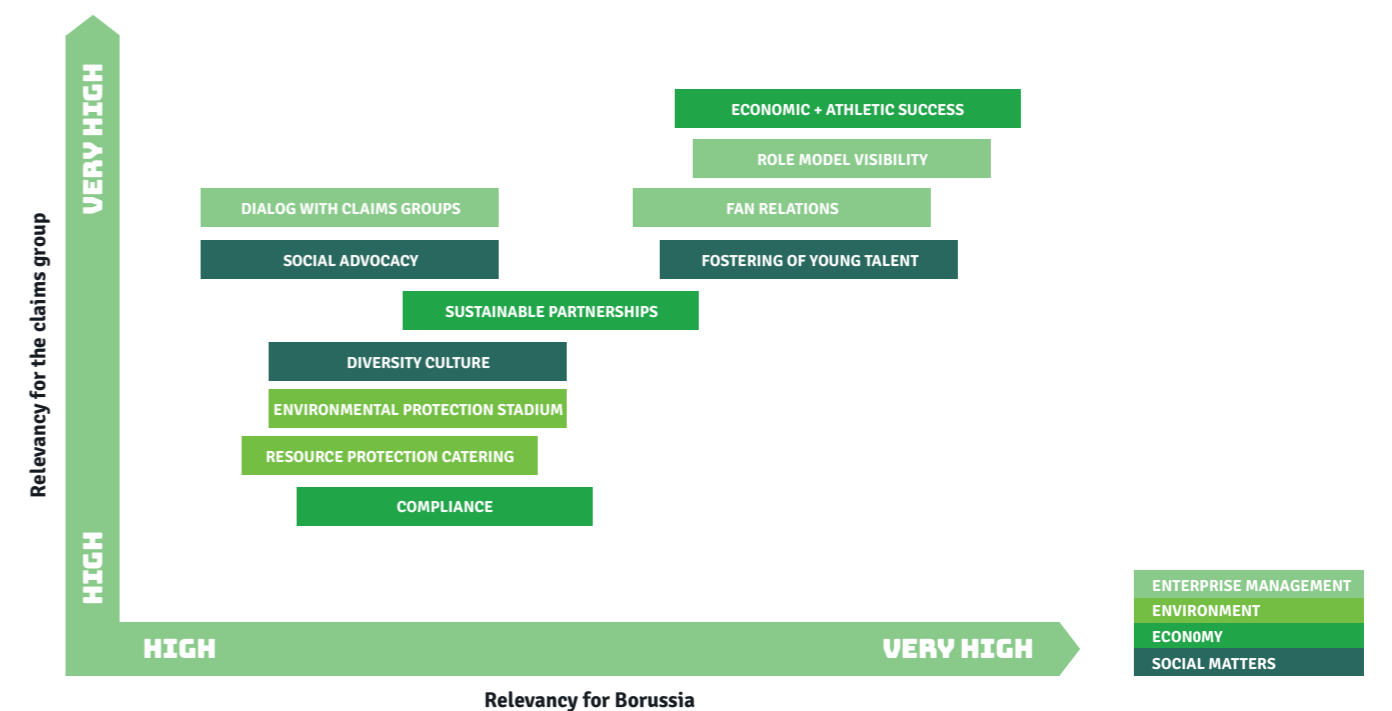 VERY HIGH
HIGH
Relevancy for the claims group
ECONOMIC + ATHLETIC SUCCESS
ROLE MODEL VISIBILITY
DIALOG WITH CLAIMS GROUPS
FAN RELATIONS
SOCIAL ADVOCACY
FOSTERING OF YOUNG TALENT
SUSTAINABLE PARTNERSHIPS
DIVERSITY CULTURE
ENVIRONMENTAL PROTECTION STADIUM
RESOURCE PROTECTION CATERING
COMPLIANCE
HIGH
VERY HIGH
Relevancy for Borussia
ENTERPRISE MANAGEMENT
ENVIRONMENT
ECON0MY
SOCIAL MATTERS